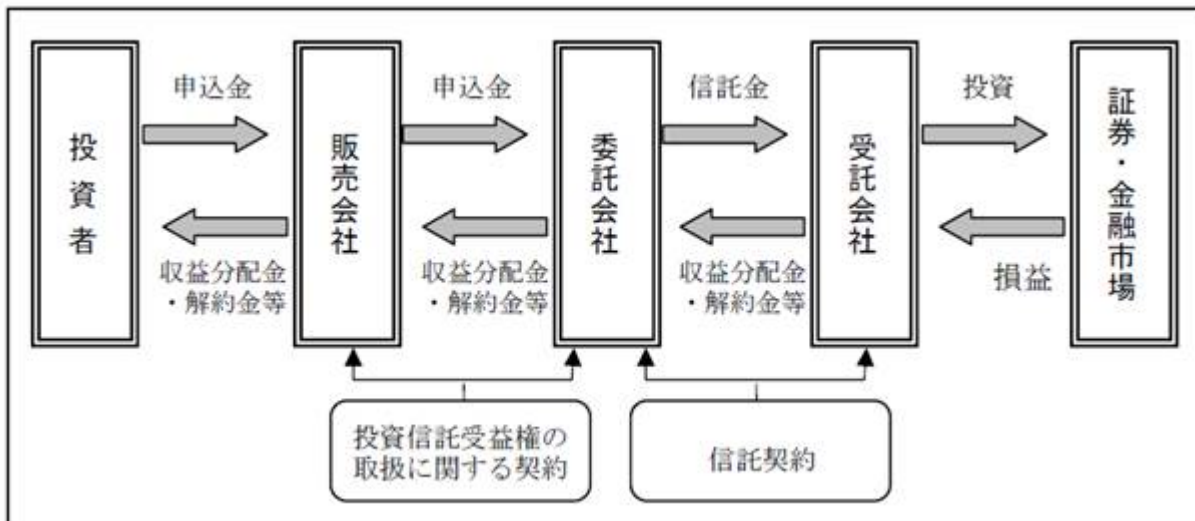 申込金
申込金
信託金
投資
投資者
販売会社
委託会社
受託会社
証券・金融市場
収益分配金
・解約金等
収益分配金
・解約金等
収益分配金
・解約金等
損益
投資信託受益権の
取扱に関する契約
信託契約